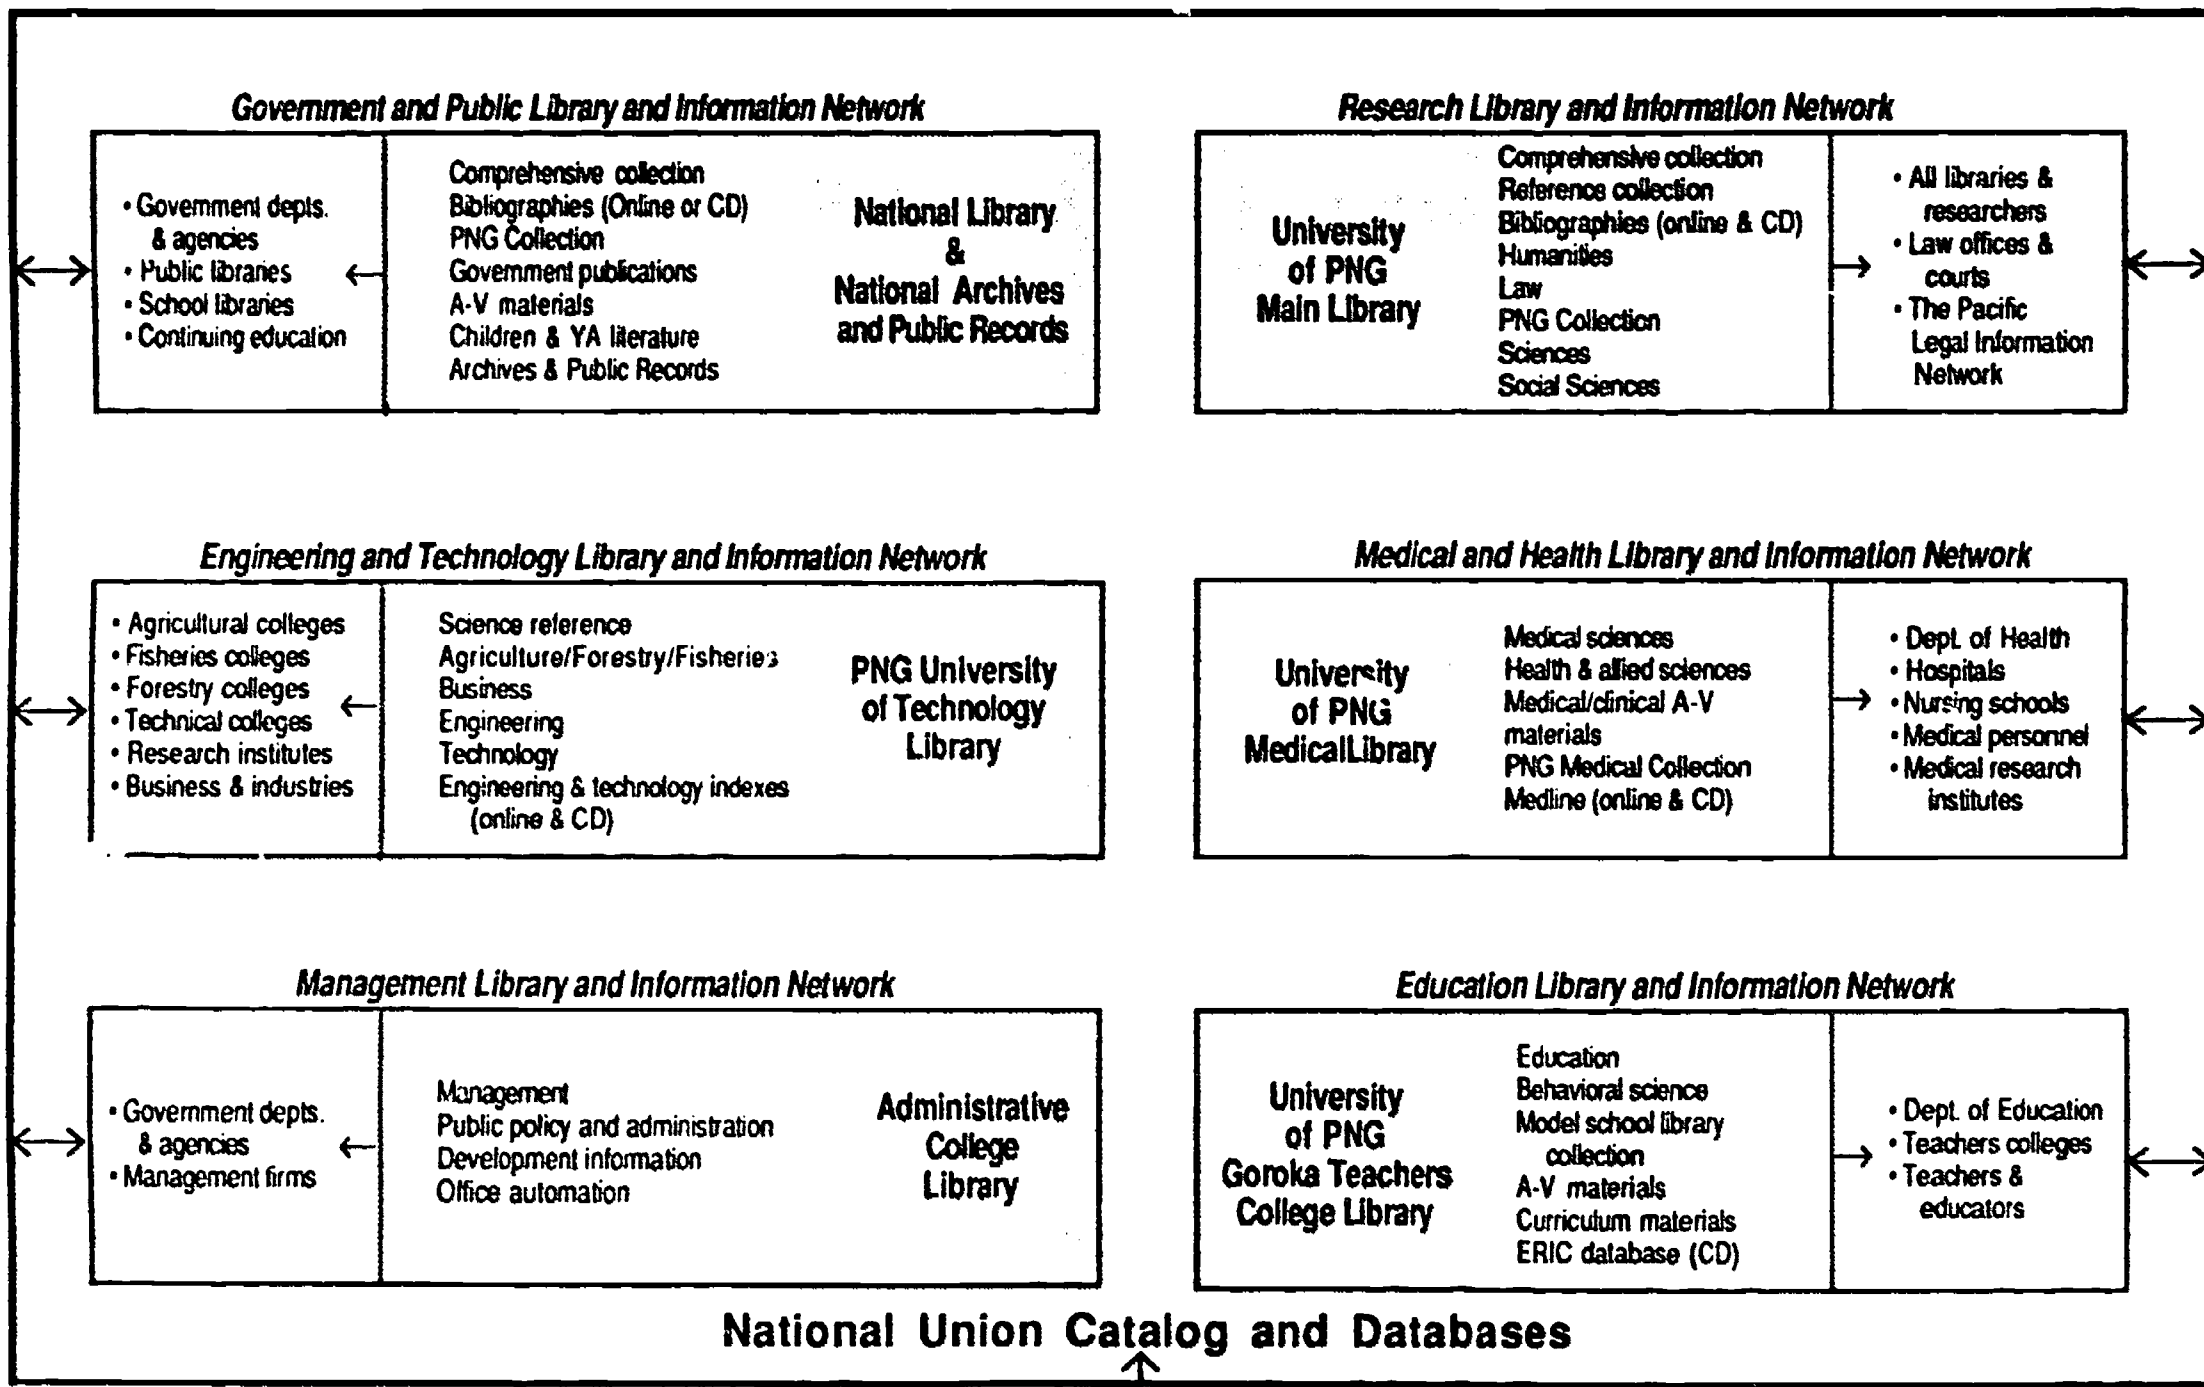 Government and Public Library and Information Network
• Government depts.
& agencies
• Public libraries
• School libraries
• Continuing education
Comprehensive collection
Bibliographies (Online or CD)
PNG Collection
Government publications
A-V materials
Children & YA literature
Archives & Public Records
National Library
&
National Archives
and Public Records
Research Library and Information Network
University
of PNG
Main Library
Comprehensive collection
Reference collection
Bibliographies (online & CD)
Humanities
Law
PNG Collection
Sciences
Social Sciences
• All libraries &
researchers
• Law offices &
courts
• The Pacific
Legal Information
Network
Engineering and Technology Library and Information Network
• Agricultural colleges
• Fisheries colleges
• Forestry colleges
• Technical colleges
• Research institutes
• Business & industries
Science reference
Agriculture/Forestry/Fisheries
Business
Engineering
Technology
Engineering & technology indexes
(online & CD)
PNG University
of Technology
Library
Medical and Health Library and Information Network
University
of PNG
MedicalLibrary
Medical sciences
Health & allied sciences
Medical/clinical A-V
materials
PNG Medical Collection
Medline (online & CD)
• Dept. of Health
• Hospitals
• Nursing schools
• Medical personnel
• Medical research
institutes
Management Library and Information Network
• Government depts.
& agencies
• Management firms
Management
Public policy and administration
Development information
Office automation
Administrative
College
Library
Education Library and Information Network
University
of PNG
Goroka Teachers
College Library
Education
Behavioral science
Model school library
collection
A-V materials
Curriculum materials
ERIC database (CD)
• Dept. of Education
• Teachers colleges
• Teachers &
educators
National Union Catalog and Databases